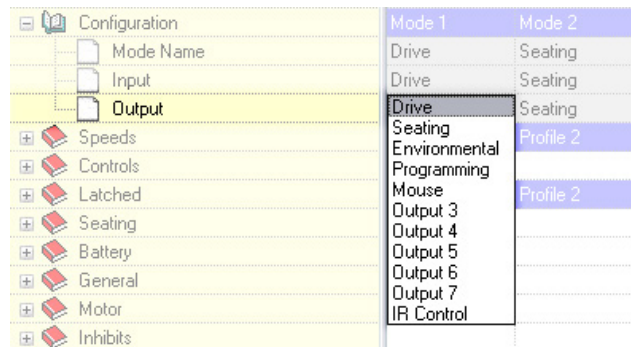 Configuration Mode 1 Mode 2
Mode Name Drive Seating
Input Drive Seating
Output Drive Seating
Speeds Seating Profile 2
Environmental
Controls Programming
Latched Mouse Profile 2
Output 3
Seating Output 4
Battery Output 5
Output 6
General Output 7
Motor IR Control
Inhibits